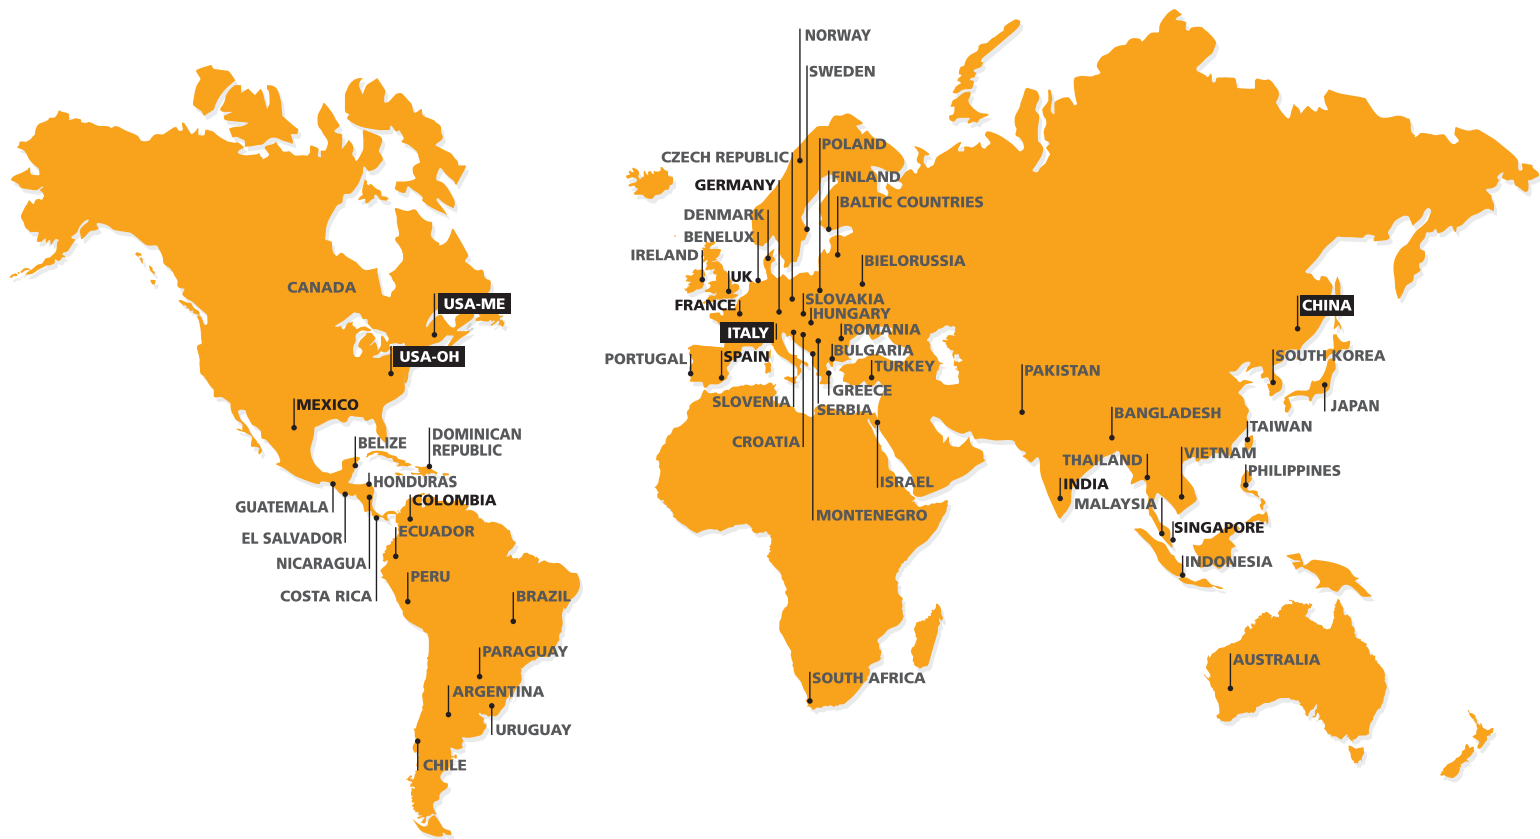 NORWAY
SWEDEN
POLAND
CZECH REPUBLIC
FINLAND
GERMANY
BALTIC COUNTRIES
DENMARK
BENELUX
IRELAND
BIELORUSSIA
UK
CANADA
SLOVAKIA
USA-ME
FRANCE
CHINA
HUNGARY
ROMANIA
ITALY
BULGARIA
USA-OH
SPAIN
SOUTH KOREA
PORTUGAL
TURKEY
PAKISTAN
GREECE
SLOVENIA
MEXICO
JAPAN
SERBIA
BANGLADESH
TAIWAN
DOMINICAN
REPUBLIC
BELIZE
CROATIA
VIETNAM
THAILAND
PHILIPPINES
HONDURAS
ISRAEL
INDIA
COLOMBIA
MALAYSIA
GUATEMALA
MONTENEGRO
SINGAPORE
ECUADOR
EL SALVADOR
INDONESIA
NICARAGUA
PERU
COSTA RICA
BRAZIL
PARAGUAY
AUSTRALIA
SOUTH AFRICA
ARGENTINA
URUGUAY
CHILE